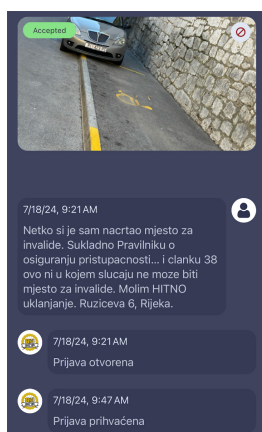 Accepted
7/18/24, 9:21 AM
Netko si je sam nacrtao mjesto za
invalide. Sukladno Pravilniku o
osiguranju pristupacnosti... i clanku 38
ovo ni u kojem slucaju ne moze biti
mjesto za invalide. Molim HITNO
uklanjanje. Ruziceva 6, Rijeka.
7/18/24, 9:21 AM
Prijava otvorena
7/18/24, 9:47 AM
Prijava prihvaćena